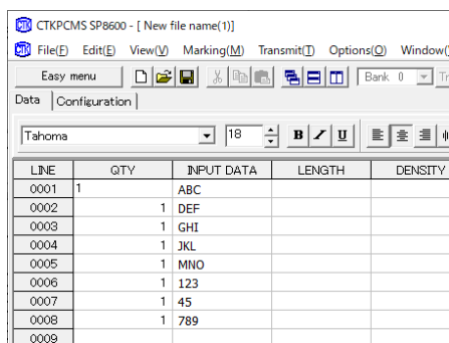 CTKPCMS SP8600 - [ New file name(1)]
File(F) Edit(E) View(V) Marking(M) Transmit(T) Options(O) Window(
Easy menu Bank 0 Tr
Data Configuration
Tahoma 18 B I U
LINE QTY INPUT DATA LENGTH DENSITY
0001 1 ABC
0002 1 DEF
0003 1 GHI
0004 1 JKL
0005 1 MNO
0006 1 123
0007 1 45
0008 1 789
0009